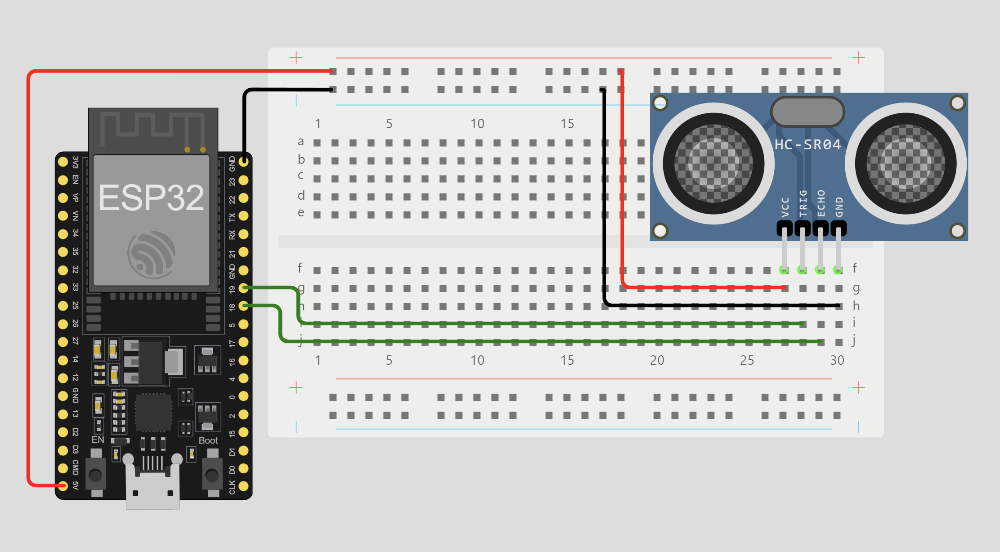 ESP32
3V3
EN
VP
VN
34
35
32
33
25
26
27
14
12
GND
13
D2
D3
CMD
5V
GND
23
22
TX
RX
21
GND
19
18
5
17
16
4
0
2
15
D1
D0
CLK
EN
Boot
+ +
1 5 10 15
a
b
c
d
e
HC-SR04
VCC
TRIG
ECHO
GND
f f
g g
h h
i
j j
1 5 10 15 20 25 30
+ +